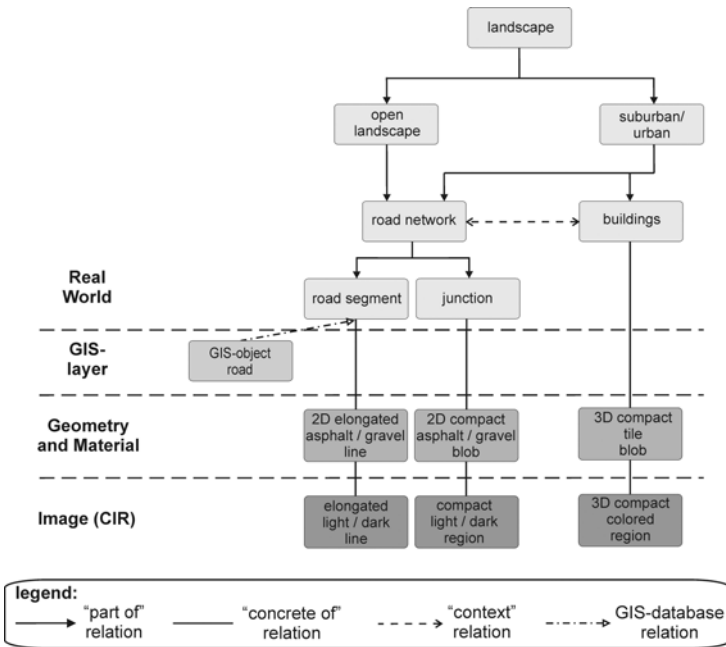 landscape
open
landscape
suburban/
urban
road network
buildings
Real
World
road segment
junction
GIS-
layer
GIS-object
road
Geometry
and Material
2D elongated
asphalt / gravel
line
2D compact
asphalt / gravel
blob
3D compact
tile
blob
Image (CIR)
elongated
light / dark
line
compact
light / dark
region
3D compact
colored
region
legend:
"part of"
relation
"concrete of"
relation
"context"
relation
GIS-database
relation